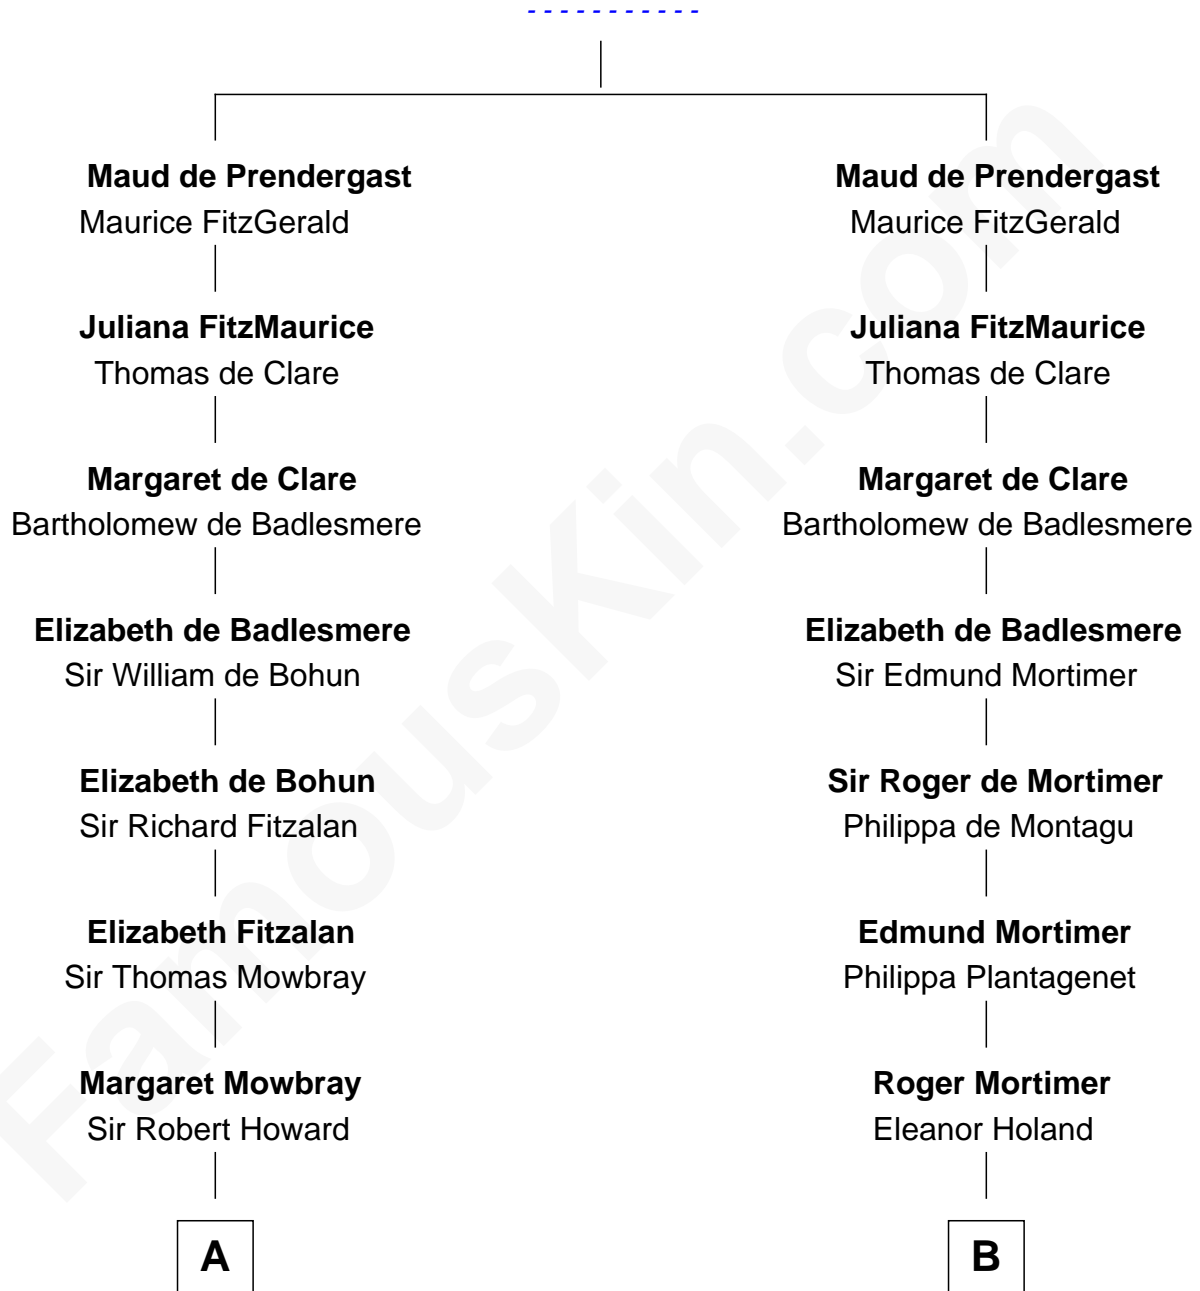 - - - - - - - - - - -
Maud de Prendergast
Maurice FitzGerald
Juliana FitzMaurice
Thomas de Clare
Margaret de Clare
Bartholomew de Badlesmere
Elizabeth de Badlesmere
Sir William de Bohun
Elizabeth de Bohun
Sir Richard Fitzalan
Elizabeth Fitzalan
Sir Thomas Mowbray
Margaret Mowbray
Sir Robert Howard
A
Maud de Prendergast
Maurice FitzGerald
Juliana FitzMaurice
Thomas de Clare
Margaret de Clare
Bartholomew de Badlesmere
Elizabeth de Badlesmere
Sir Edmund Mortimer
Sir Roger de Mortimer
Philippa de Montagu
Edmund Mortimer
Philippa Plantagenet
Roger Mortimer
Eleanor Holand
B
FamousKin.com